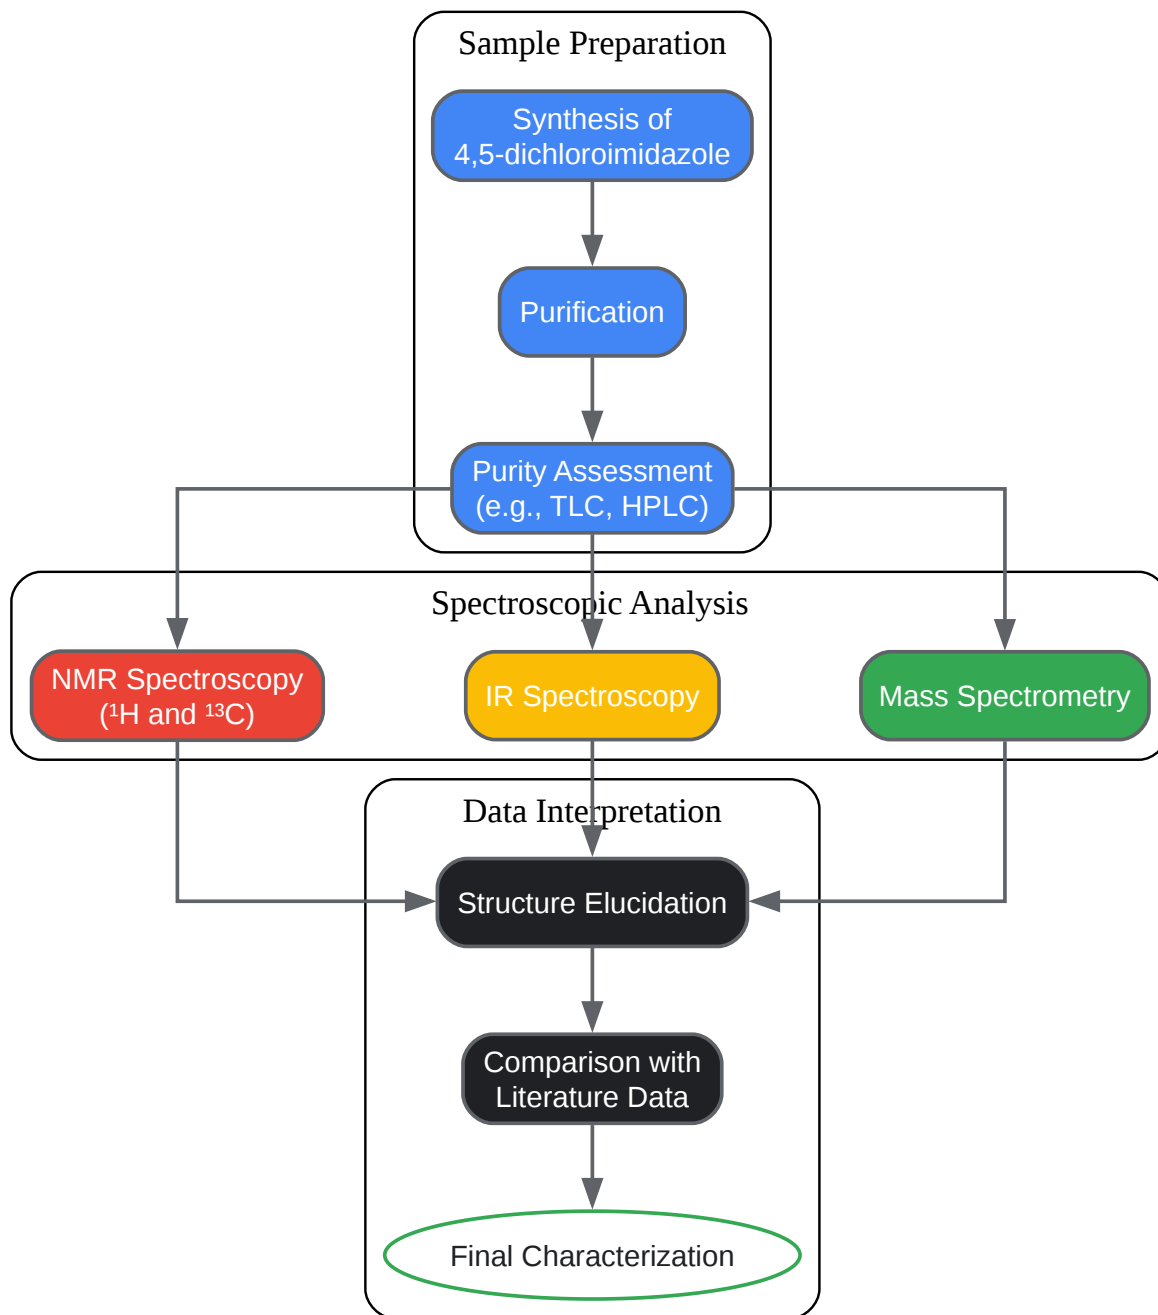 Sample Preparation
Synthesis of
4,5-dichloroimidazole
Purification
Purity Assessment
(e.g., TLC, HPLC)
Spectroscopic Analysis
NMR Spectroscopy
(¹H and ¹³C)
IR Spectroscopy
Mass Spectrometry
Data Interpretation
Structure Elucidation
Comparison with
Literature Data
Final Characterization